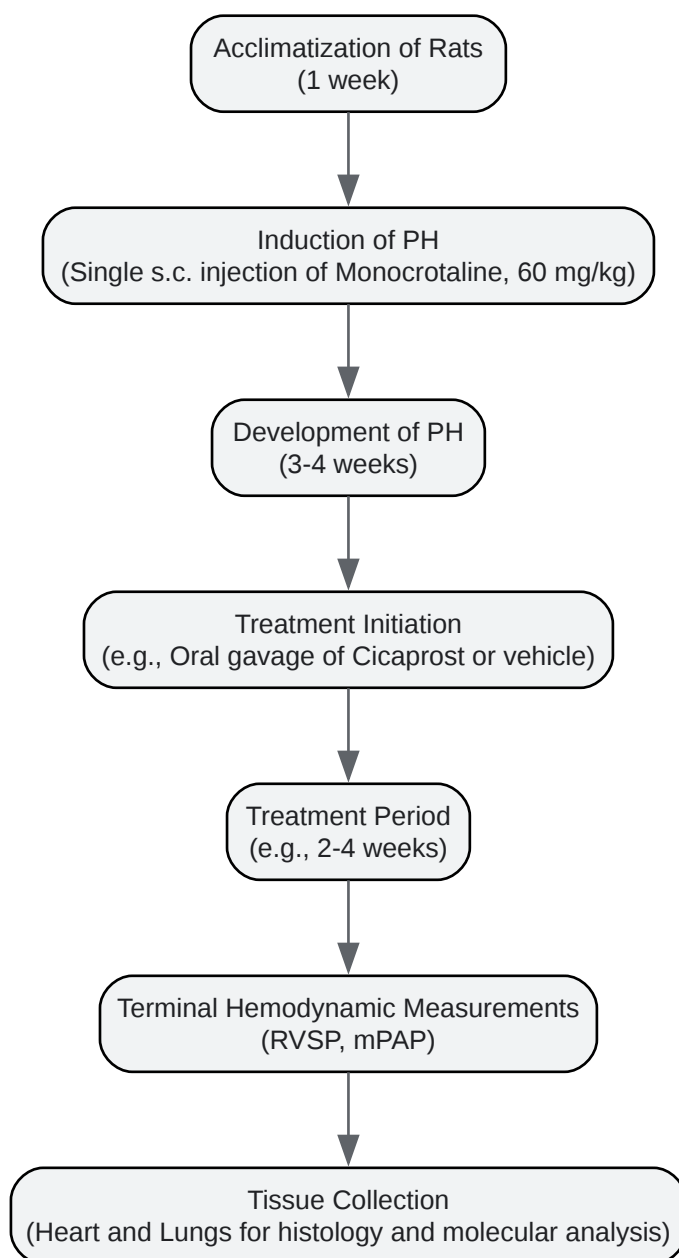 Acclimatization of Rats
(1 week)
Induction of PH
(Single s.c. injection of Monocrotaline, 60 mg/kg)
Development of PH
(3-4 weeks)
Treatment Initiation
(e.g., Oral gavage of Cicaprost or vehicle)
Treatment Period
(e.g., 2-4 weeks)
Terminal Hemodynamic Measurements
(RVSP, mPAP)
Tissue Collection
(Heart and Lungs for histology and molecular analysis)